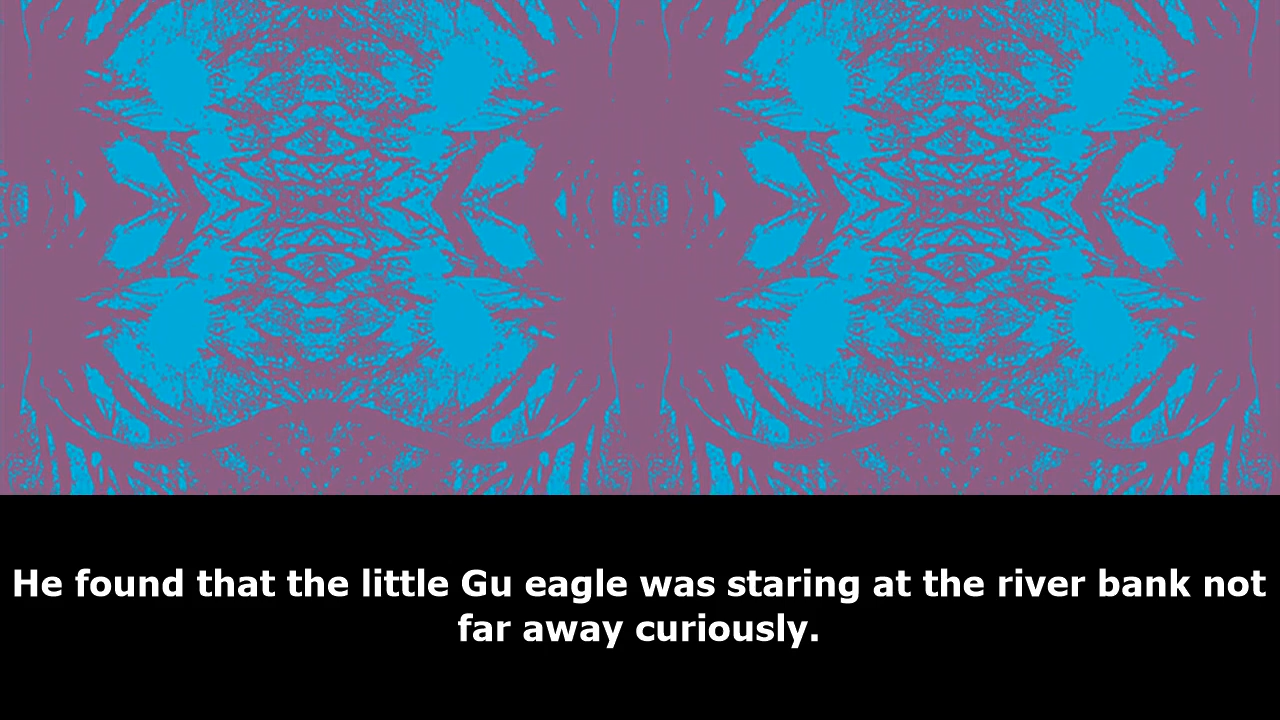 He found that the little Gu eagle was staring at the river bank not
far away curiously.